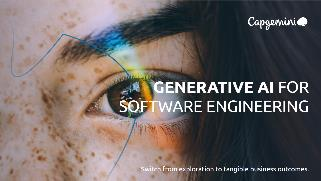 Capgemini
GENERATIVE AI FOR
SOFTWARE ENGINEERING
Switch from exploration to tangible business outcomes.